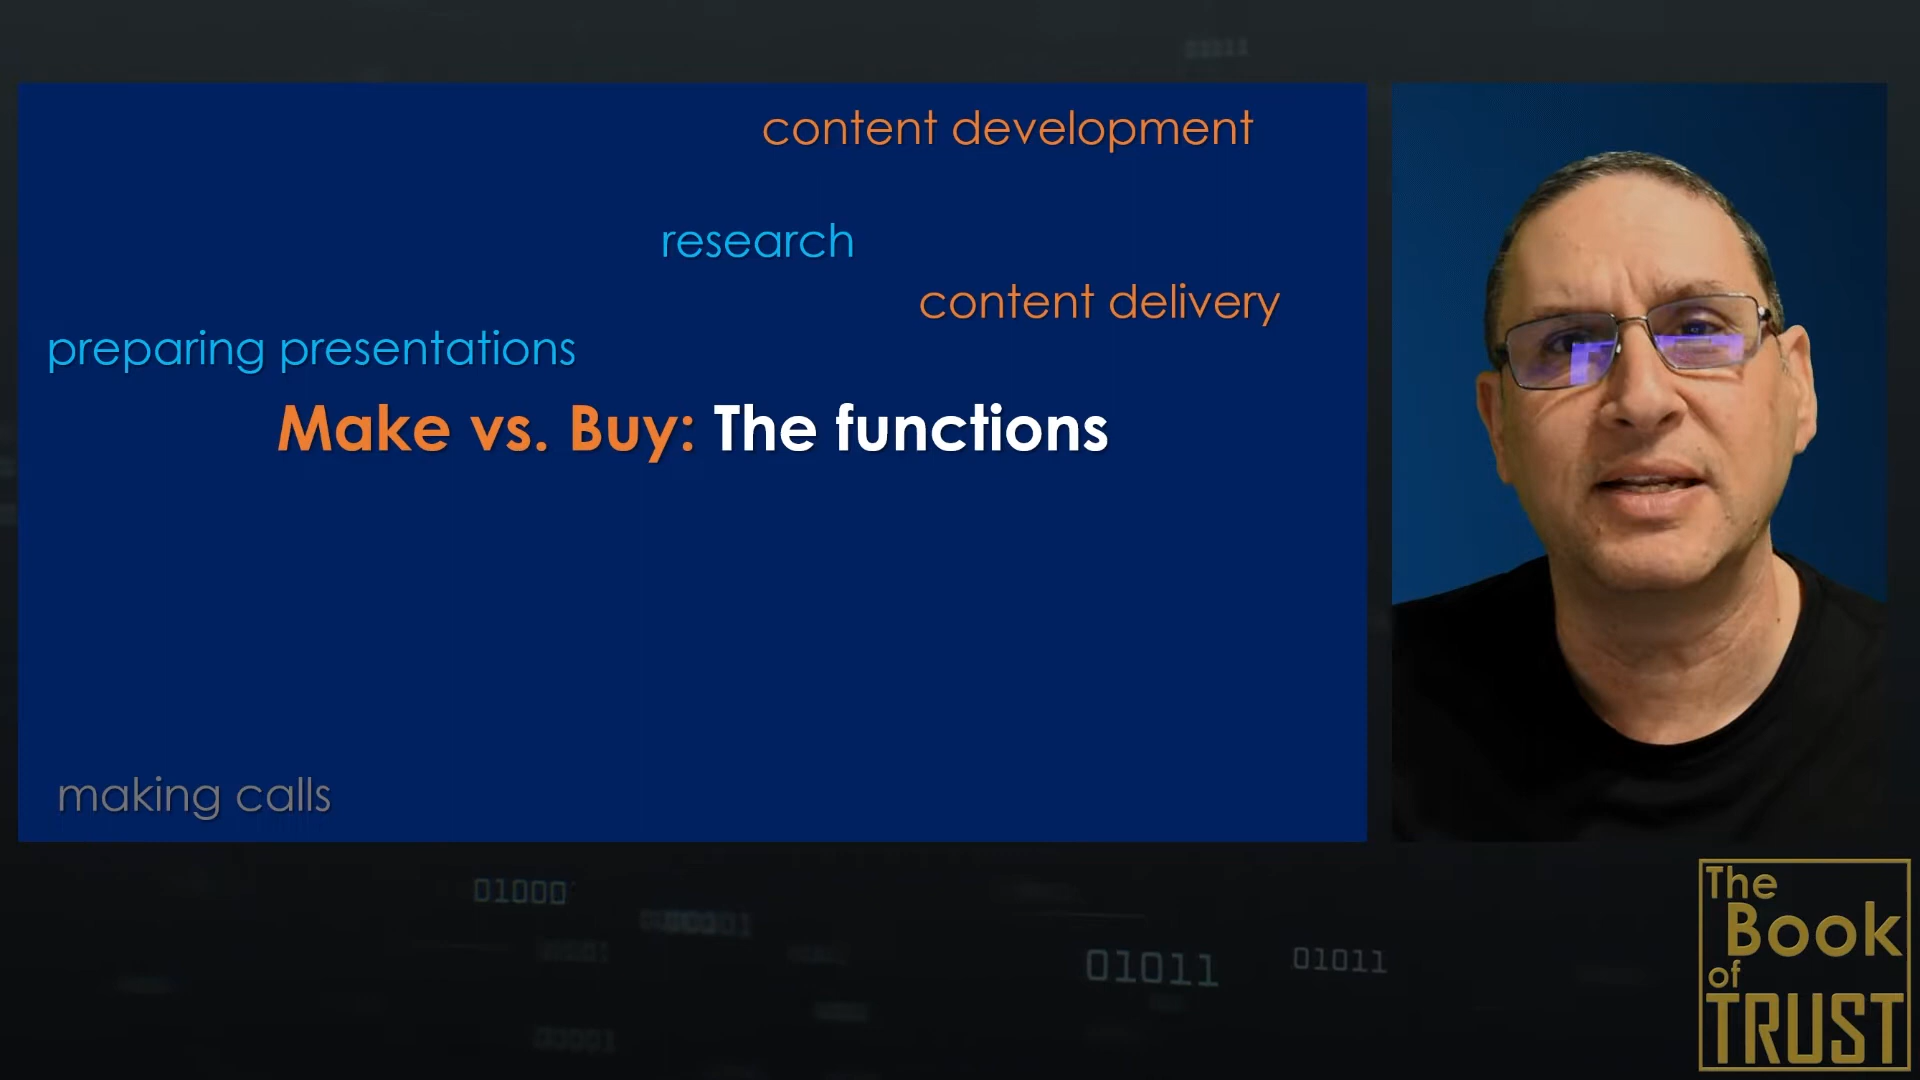 01011
content development
research
content delivery
preparing presentations
Make vs. Buy: The functions
making calls
01000
01011
01011
The
Book
of
TRUST